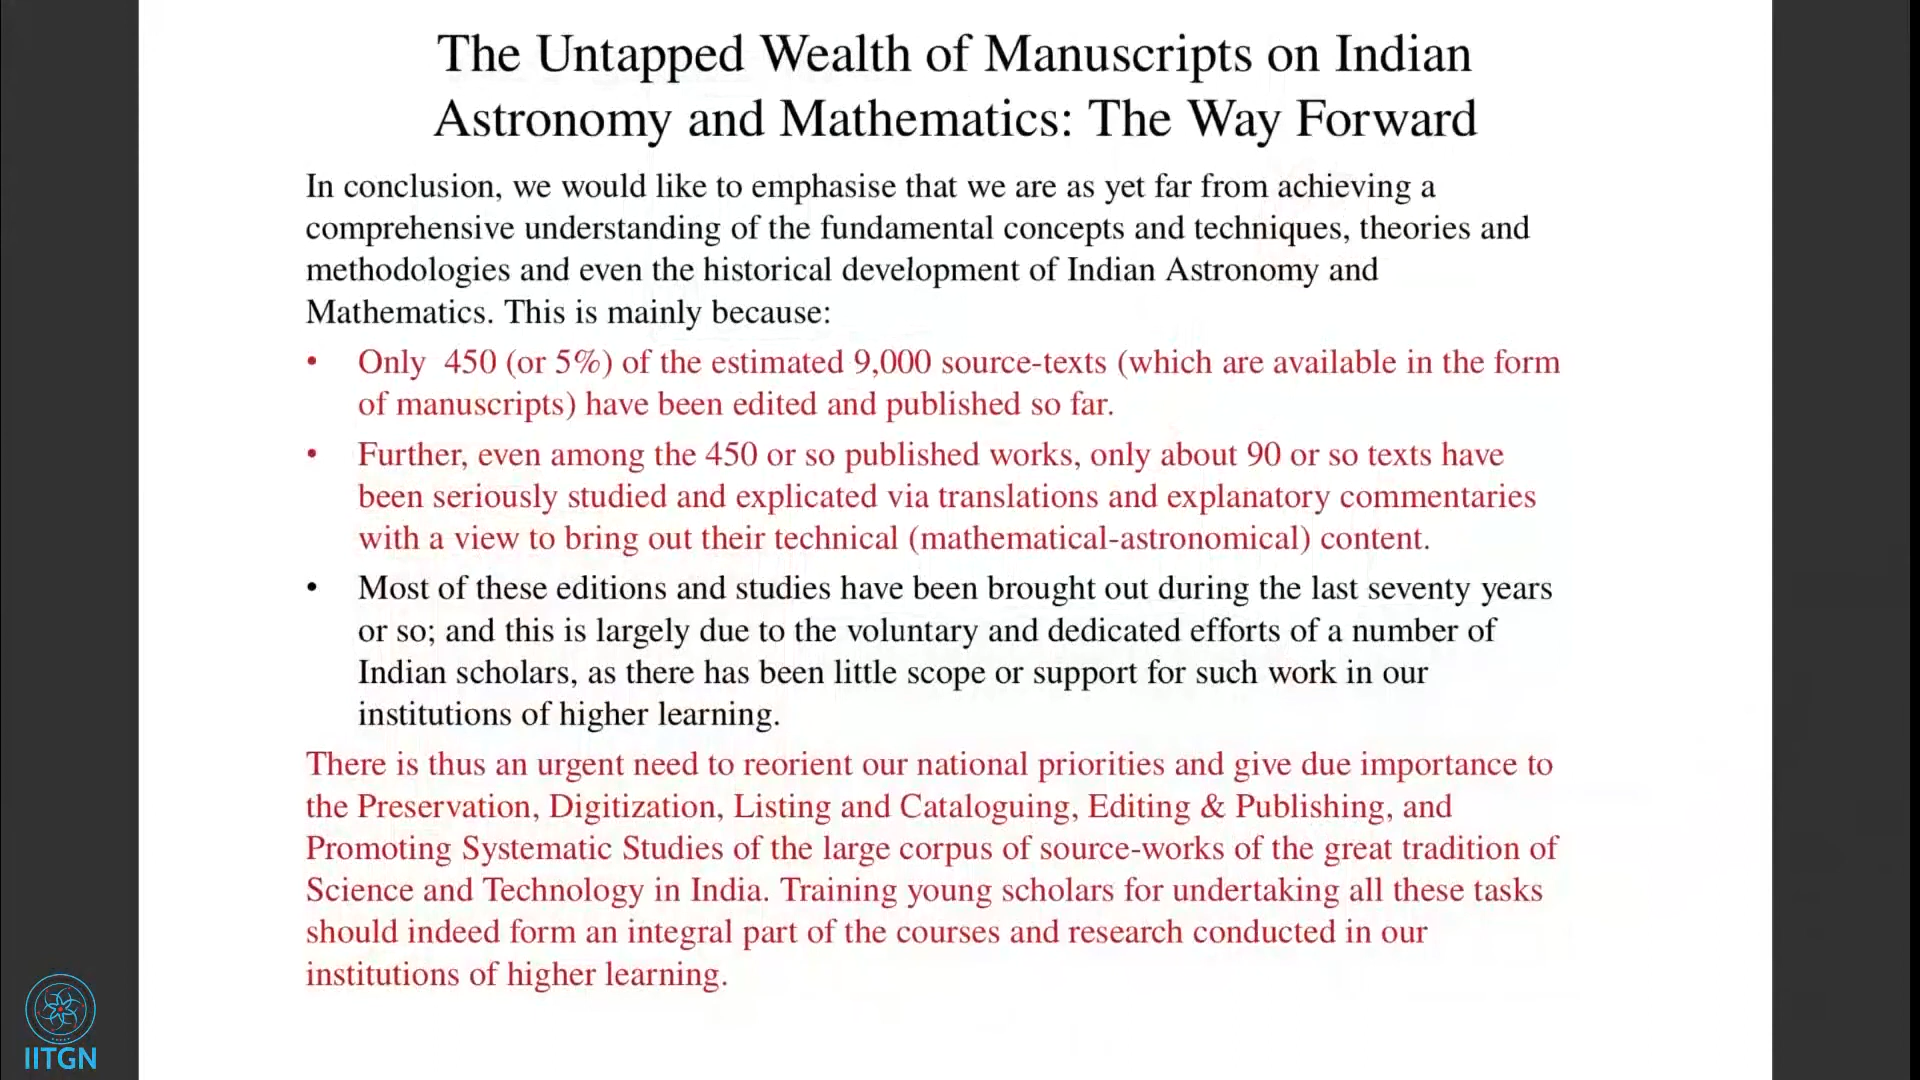 The Untapped Wealth of Manuscripts on Indian
Astronomy and Mathematics: The Way Forward
In conclusion, we would like to emphasise that we are as yet far from achieving a
comprehensive understanding of the fundamental concepts and techniques, theories and
methodologies and even the historical development of Indian Astronomy and
Mathematics. This is mainly because:
• Only 450 (or 5%) of the estimated 9,000 source-texts (which are available in the form
of manuscripts) have been edited and published so far.
• Further, even among the 450 or so published works, only about 90 or so texts have
been seriously studied and explicated via translations and explanatory commentaries
with a view to bring out their technical (mathematical-astronomical) content.
• Most of these editions and studies have been brought out during the last seventy years
or so; and this is largely due to the voluntary and dedicated efforts of a number of
Indian scholars, as there has been little scope or support for such work in our
institutions of higher learning.
There is thus an urgent need to reorient our national priorities and give due importance to
the Preservation, Digitization, Listing and Cataloguing, Editing & Publishing, and
Promoting Systematic Studies of the large corpus of source-works of the great tradition of
Science and Technology in India. Training young scholars for undertaking all these tasks
should indeed form an integral part of the courses and research conducted in our
institutions of higher learning.
IITGN